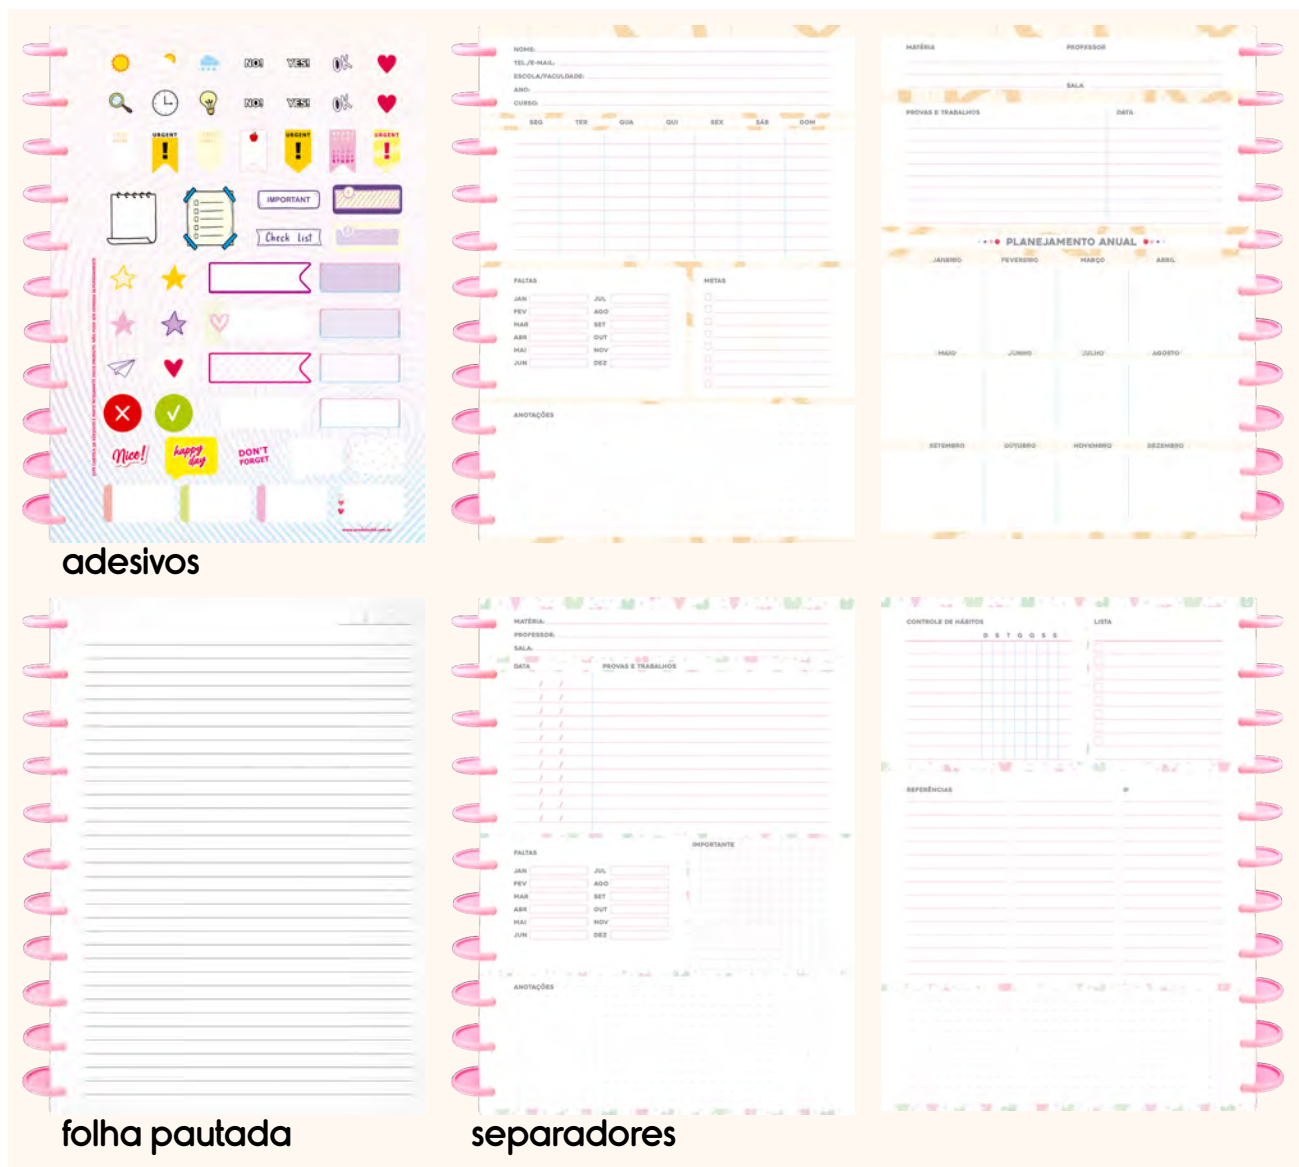 NO! YES! OK
NO! YES! OK
URGENT URGENT STUDY URGENT
! ! !
IMPORTANT
Check list
Nice! happy day DON'T FORGET
adesivos
NOME:
TEL./E-MAIL:
ESCOLA/FACULDADE:
ANO:
CURSO:
SEG TER QUA QUI SEX SÁB DOM
FALTAS METAS
JAN JUL
FEV AGO
MAR SET
ABR OUT
MAI NOV
JUN DEZ
ANOTAÇÕES
MATÉRIA PROFESSOR
SALA
PROVAS E TRABALHOS DATA
PLANEJAMENTO ANUAL
JANEIRO FEVEREIRO MARÇO ABRIL
MAIO JUNHO JULHO AGOSTO
SETEMBRO OUTUBRO NOVEMBRO DEZEMBRO
folha pautada
MATÉRIA:
PROFESSOR:
SALA:
DATA PROVAS E TRABALHOS
/ /
/ /
/ /
/ /
/ /
/ /
/ /
/ /
/ /
/ /
/ /
FALTAS IMPORTANTE
JAN JUL
FEV AGO
MAR SET
ABR OUT
MAI NOV
JUN DEZ
ANOTAÇÕES
separadores
CONTROLE DE HÁBITOS LISTA
D S T Q Q S S
REFERÊNCIAS P